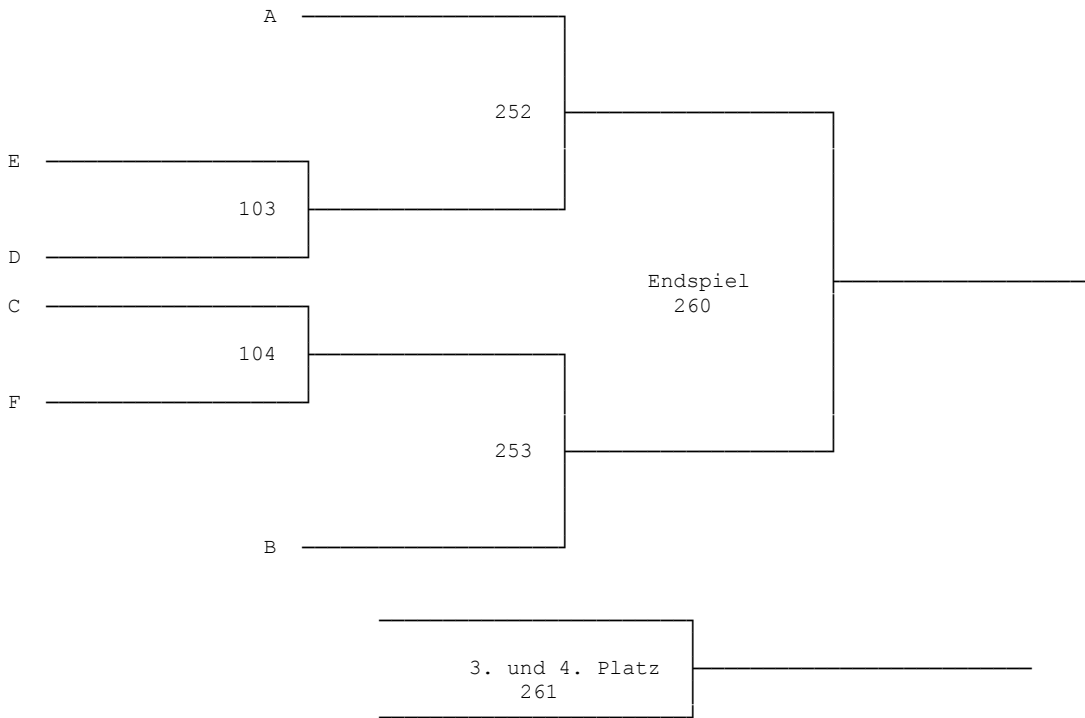 A
252
E
103
D
Endspiel
C
260
104
F
253
B
3. und 4. Platz
261